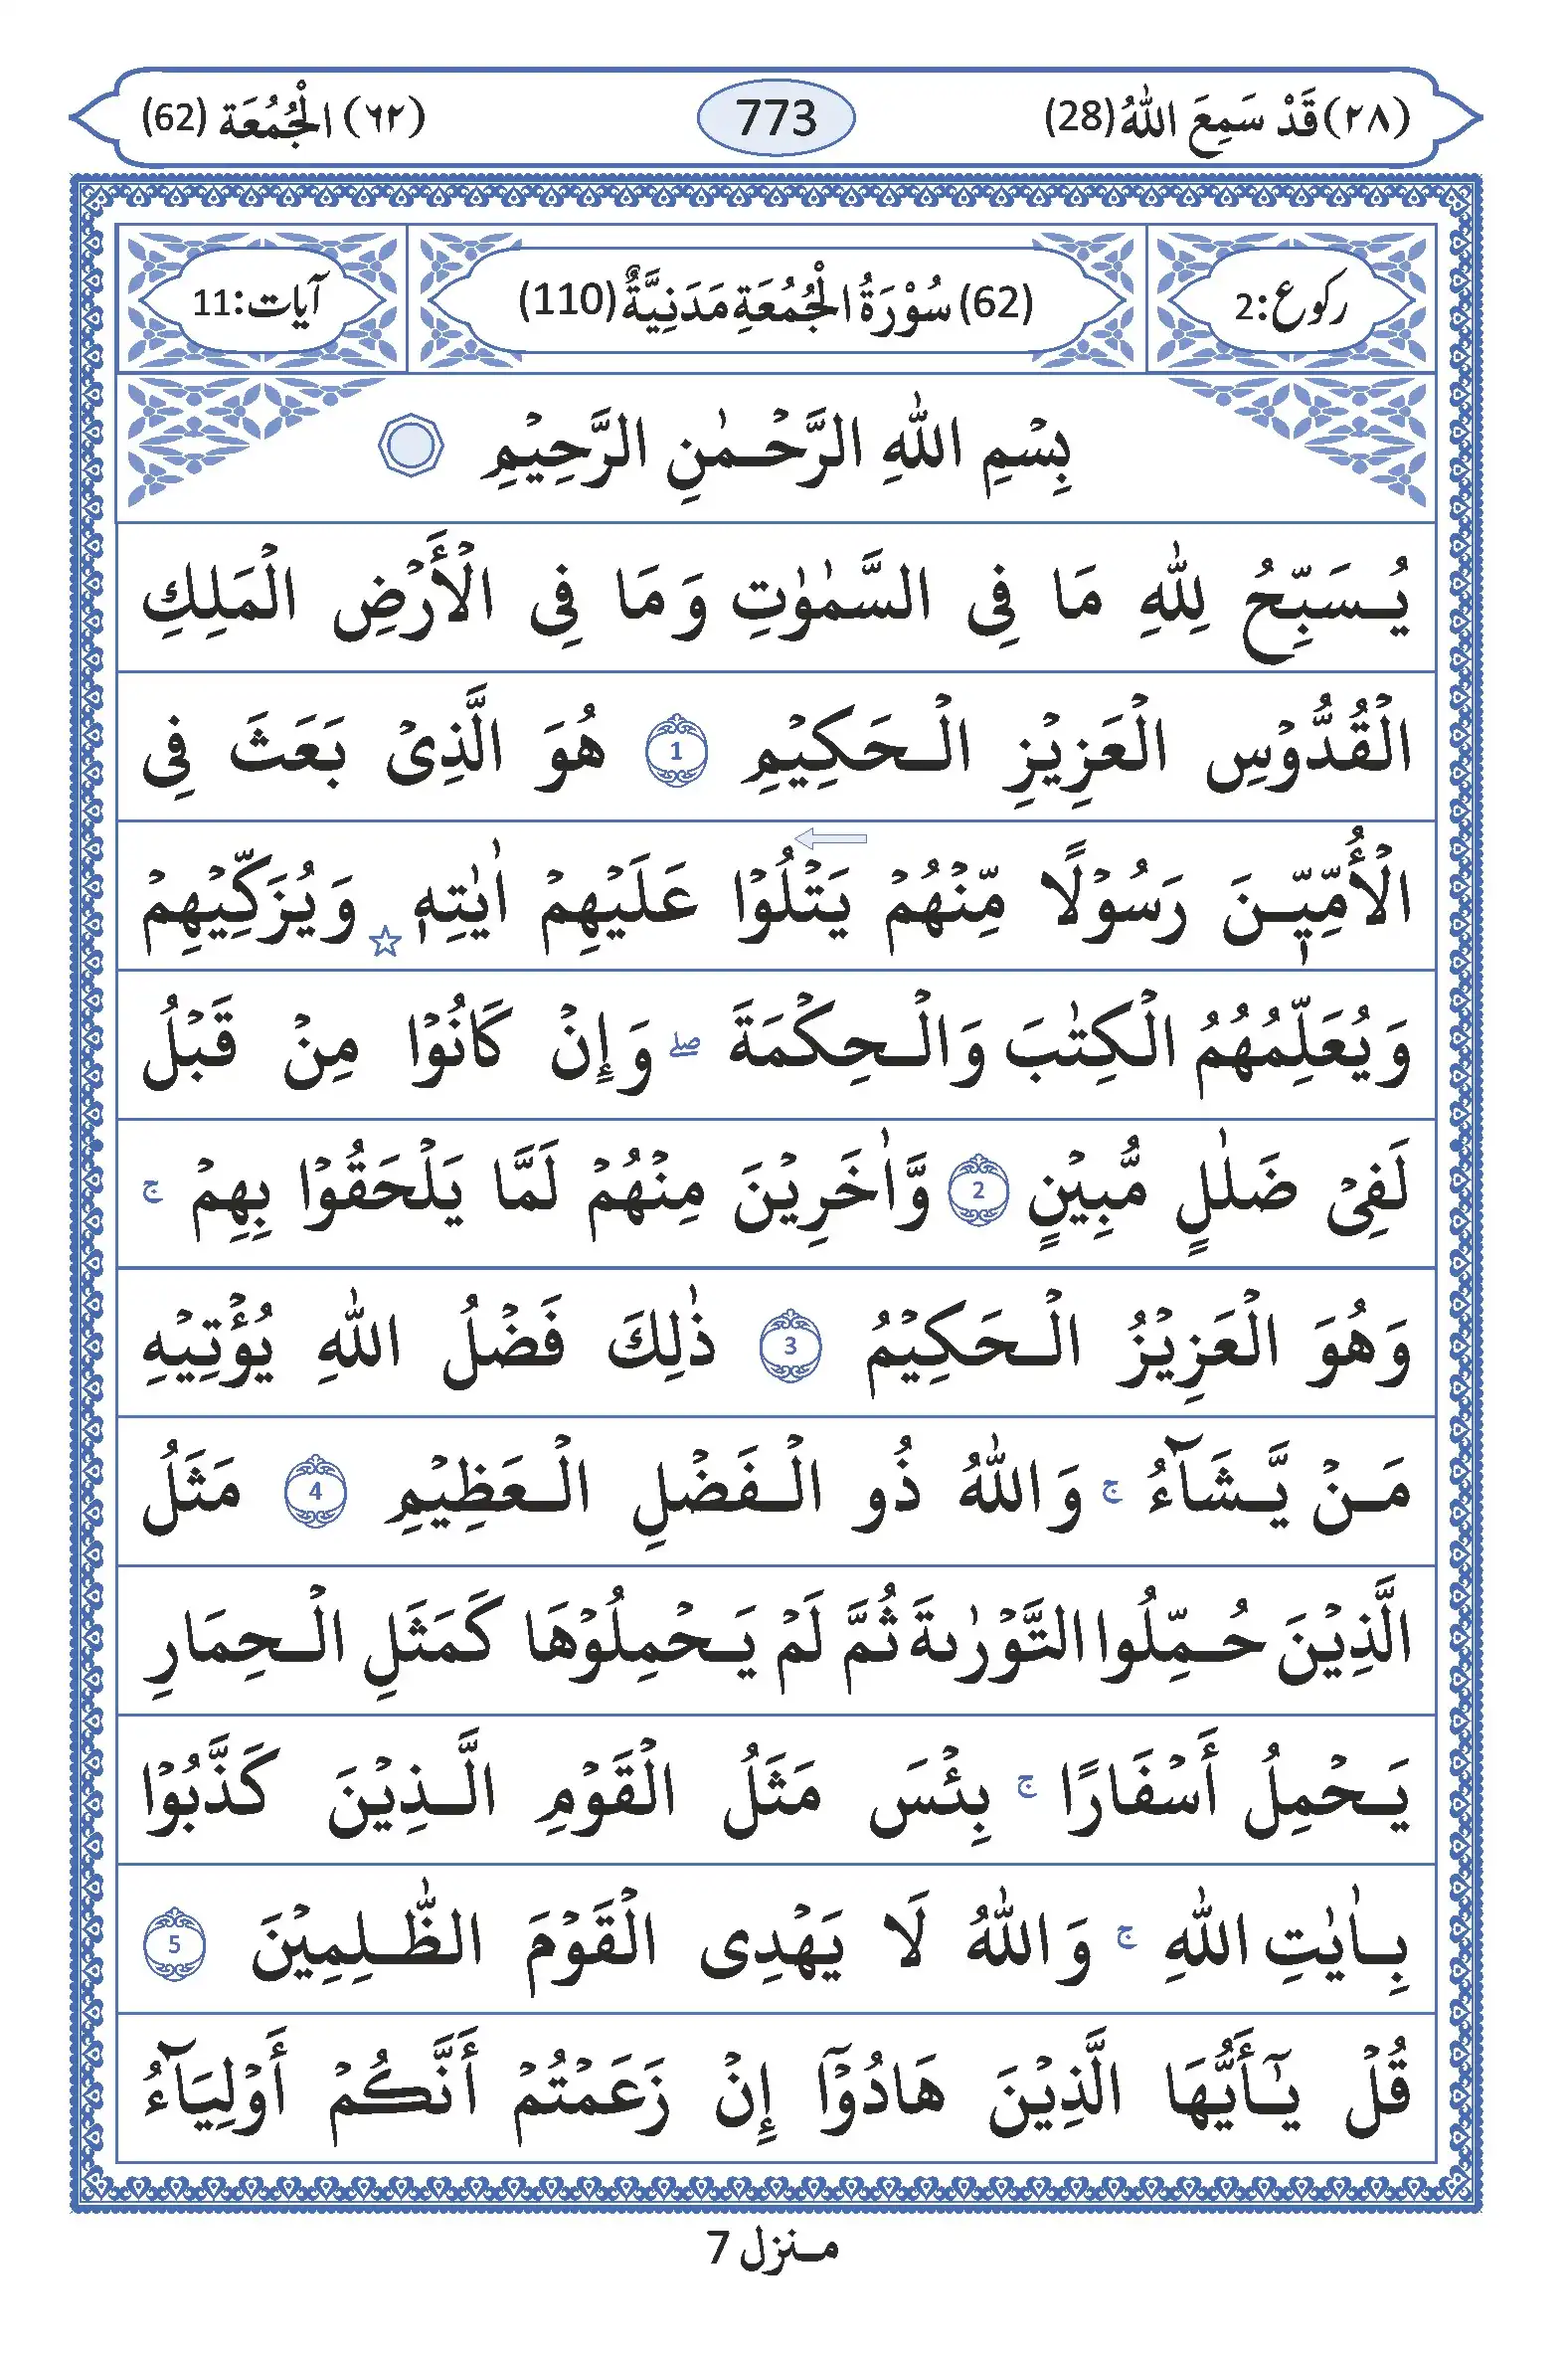 (٢٨) قَدْ سَمِعَ اللّٰهُ (28) 773 (٦٢) الْجُمُعَة (62)
رکوع:2 (62) سُوْرَةُ الْجُمُعَةِ مَدَنِيَّةٌ (110) آیات:11
بِسْمِ اللّٰهِ الرَّحْمٰنِ الرَّحِيْمِ
يُسَبِّحُ لِلّٰهِ مَا فِى السَّمٰوٰتِ وَمَا فِى الْأَرْضِ الْمَلِكِ
الْقُدُّوْسِ الْعَزِيْزِ الْحَكِيْمِ 1 هُوَ الَّذِىْ بَعَثَ فِى
الْأُمِّيّٖنَ رَسُوْلًا مِّنْهُمْ يَتْلُوْا عَلَيْهِمْ اٰيٰتِهٖ ☆ وَيُزَكِّيْهِمْ
وَيُعَلِّمُهُمُ الْكِتٰبَ وَالْحِكْمَةَ ۖ وَإِنْ كَانُوْا مِنْ قَبْلُ
لَفِىْ ضَلٰلٍ مُّبِيْنٍ 2 وَّاٰخَرِيْنَ مِنْهُمْ لَمَّا يَلْحَقُوْا بِهِمْ ۚ
وَهُوَ الْعَزِيْزُ الْحَكِيْمُ 3 ذٰلِكَ فَضْلُ اللّٰهِ يُؤْتِيْهِ
مَنْ يَّشَآءُ ۚ وَاللّٰهُ ذُو الْفَضْلِ الْعَظِيْمِ 4 مَثَلُ
الَّذِيْنَ حُمِّلُوا التَّوْرٰىةَ ثُمَّ لَمْ يَحْمِلُوْهَا كَمَثَلِ الْحِمَارِ
يَحْمِلُ أَسْفَارًا ۚ بِئْسَ مَثَلُ الْقَوْمِ الَّذِيْنَ كَذَّبُوْا
بِاٰيٰتِ اللّٰهِ ۚ وَاللّٰهُ لَا يَهْدِى الْقَوْمَ الظّٰلِمِيْنَ 5
قُلْ يٰٓأَيُّهَا الَّذِيْنَ هَادُوْٓا إِنْ زَعَمْتُمْ أَنَّكُمْ أَوْلِيَآءُ
منزل 7